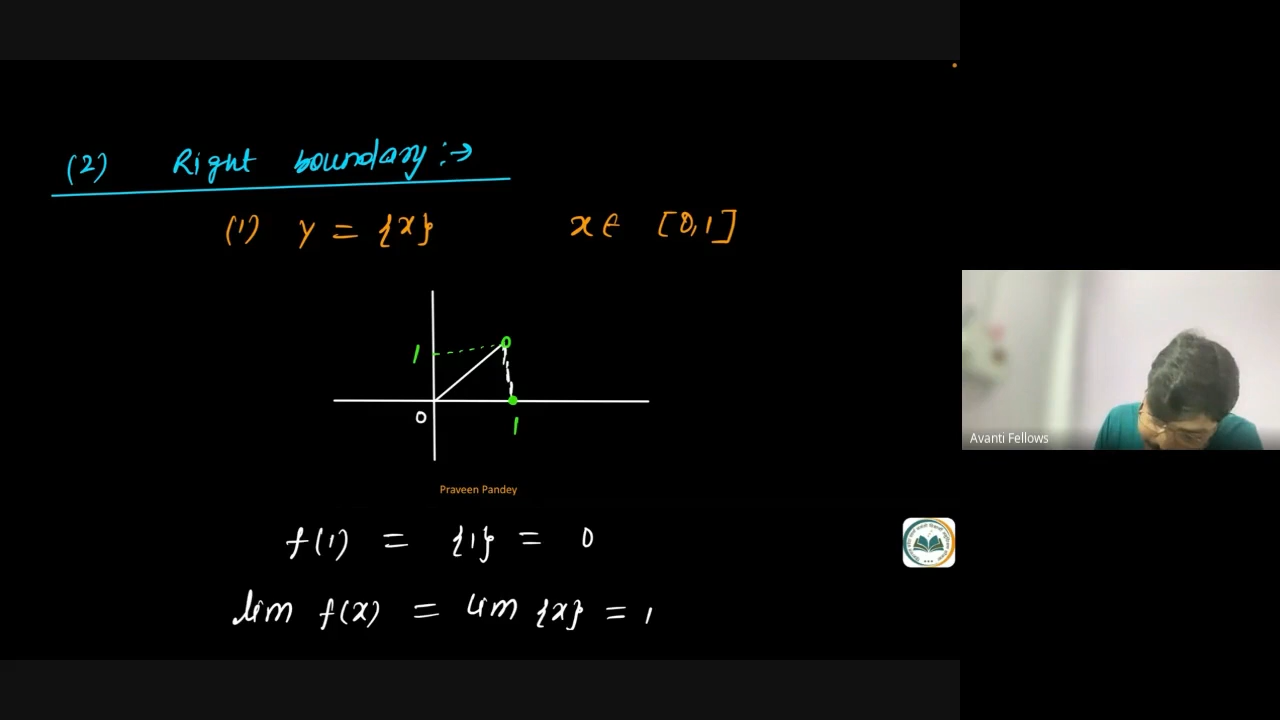 (2) Right boundary :→
(1) y = {x} x ∈ [0,1]
1
0
1
Praveen Pandey
f(1) = {1} = 0
lim f(x) = lim {x} = 1
Avanti Fellows